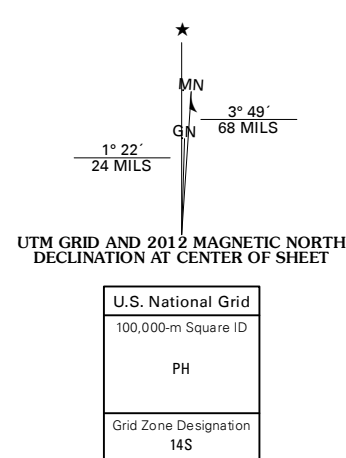 MN
3° 49´
68 MILS
GN
1° 22´
24 MILS
UTM GRID AND 2012 MAGNETIC NORTH
DECLINATION AT CENTER OF SHEET
U.S. National Grid
100,000-m Square ID
PH
Grid Zone Designation
14S